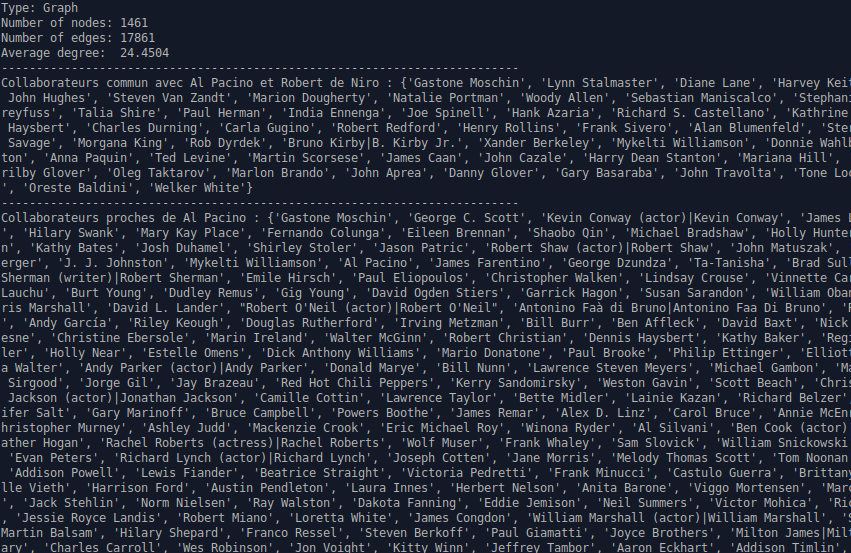 Type: Graph
Number of nodes: 1461
Number of edges: 17861
Average degree:  24.4504
--------------------------------------------------------------------------
Collaborateurs commun avec Al Pacino et Robert de Niro : {'Gastone Moschin', 'Lynn Stalmaster', 'Diane Lane', 'Harvey Keit
John Hughes', 'Steven Van Zandt', 'Marion Dougherty', 'Natalie Portman', 'Woody Allen', 'Sebastian Maniscalco', 'Stephani
reyfuss', 'Talia Shire', 'Paul Herman', 'India Ennenga', 'Joe Spinell', 'Hank Azaria', 'Richard S. Castellano', 'Kathrine
Haysbert', 'Charles Durning', 'Carla Gugino', 'Robert Redford', 'Henry Rollins', 'Frank Sivero', 'Alan Blumenfeld', 'Ster
Savage', 'Morgana King', 'Rob Dyrdek', 'Bruno Kirby|B. Kirby Jr.', 'Xander Berkeley', 'Mykelti Williamson', 'Donnie Wahlb
ton', 'Anna Paquin', 'Ted Levine', 'Martin Scorsese', 'James Caan', 'John Cazale', 'Harry Dean Stanton', 'Mariana Hill',
rilby Glover', 'Oleg Taktarov', 'Marlon Brando', 'John Aprea', 'Danny Glover', 'Gary Basaraba', 'John Travolta', 'Tone Loc
', 'Oreste Baldini', 'Welker White'}
--------------------------------------------------------------------------
Collaborateurs proches de Al Pacino : {'Gastone Moschin', 'George C. Scott', 'Kevin Conway (actor)|Kevin Conway', 'James L
', 'Hilary Swank', 'Mary Kay Place', 'Fernando Colunga', 'Eileen Brennan', 'Shaobo Qin', 'Michael Bradshaw', 'Holly Hunter
n', 'Kathy Bates', 'Josh Duhamel', 'Shirley Stoler', 'Jason Patric', 'Robert Shaw (actor)|Robert Shaw', 'John Matuszak',
erger', 'J. J. Johnston', 'Mykelti Williamson', 'Al Pacino', 'James Farentino', 'George Dzundza', 'Ta-Tanisha', 'Brad Sull
Sherman (writer)|Robert Sherman', 'Emile Hirsch', 'Paul Eliopoulos', 'Christopher Walken', 'Lindsay Crouse', 'Vinnette Car
Lauchu', 'Burt Young', 'Dudley Remus', 'Gig Young', 'David Ogden Stiers', 'Garrick Hagon', 'Susan Sarandon', 'William Oban
ris Marshall', 'David L. Lander', "Robert O'Neil (actor)|Robert O'Neil", 'Antonino Faà di Bruno|Antonino Faa Di Bruno', 'F
', 'Andy García', 'Riley Keough', 'Douglas Rutherford', 'Irving Metzman', 'Bill Burr', 'Ben Affleck', 'David Baxt', 'Nick
esne', 'Christine Ebersole', 'Marin Ireland', 'Walter McGinn', 'Robert Christian', 'Dennis Haysbert', 'Kathy Baker', 'Regi
ler', 'Holly Near', 'Estelle Omens', 'Dick Anthony Williams', 'Mario Donatone', 'Paul Brooke', 'Philip Ettinger', 'Elliott
a Walter', 'Andy Parker (actor)|Andy Parker', 'Donald Marye', 'Bill Nunn', 'Lawrence Steven Meyers', 'Michael Gambon', 'Ma
Sirgood', 'Jorge Gil', 'Jay Brazeau', 'Red Hot Chili Peppers', 'Kerry Sandomirsky', 'Weston Gavin', 'Scott Beach', 'Chris
Jackson (actor)|Jonathan Jackson', 'Camille Cottin', 'Lawrence Taylor', 'Bette Midler', 'Lainie Kazan', 'Richard Belzer',
ifer Salt', 'Gary Marinoff', 'Bruce Campbell', 'Powers Boothe', 'James Remar', 'Alex D. Linz', 'Carol Bruce', 'Annie McEnr
hristopher Murney', 'Ashley Judd', 'Mackenzie Crook', 'Eric Michael Roy', 'Winona Ryder', 'Al Silvani', 'Ben Cook (actor)
ather Hogan', 'Rachel Roberts (actress)|Rachel Roberts', 'Wolf Muser', 'Frank Whaley', 'Sam Slovick', 'William Snickowski
'Evan Peters', 'Richard Lynch (actor)|Richard Lynch', 'Joseph Cotten', 'Jane Morris', 'Melody Thomas Scott', 'Tom Noonan
'Addison Powell', 'Lewis Fiander', 'Beatrice Straight', 'Victoria Pedretti', 'Frank Minucci', 'Castulo Guerra', 'Brittany
lle Vieth', 'Harrison Ford', 'Austin Pendleton', 'Laura Innes', 'Herbert Nelson', 'Anita Barone', 'Viggo Mortensen', 'Marc
', 'Jack Stehlin', 'Norm Nielsen', 'Ray Walston', 'Dakota Fanning', 'Eddie Jemison', 'Neil Summers', 'Victor Mohica', 'Ric
, 'Jessie Royce Landis', 'Robert Miano', 'Loretta White', 'James Congdon', 'William Marshall (actor)|William Marshall', 'S
Martin Balsam', 'Hilary Shepard', 'Franco Ressel', 'Steven Berkoff', 'Paul Giamatti', 'Joyce Brothers', 'Milton James|Milt
ary', 'Charles Carroll', 'Wes Robinson', 'Jon Voight', 'Kitty Winn', 'Jeffrey Tambor', 'Aaron Eckhart', 'Addison Timlin',